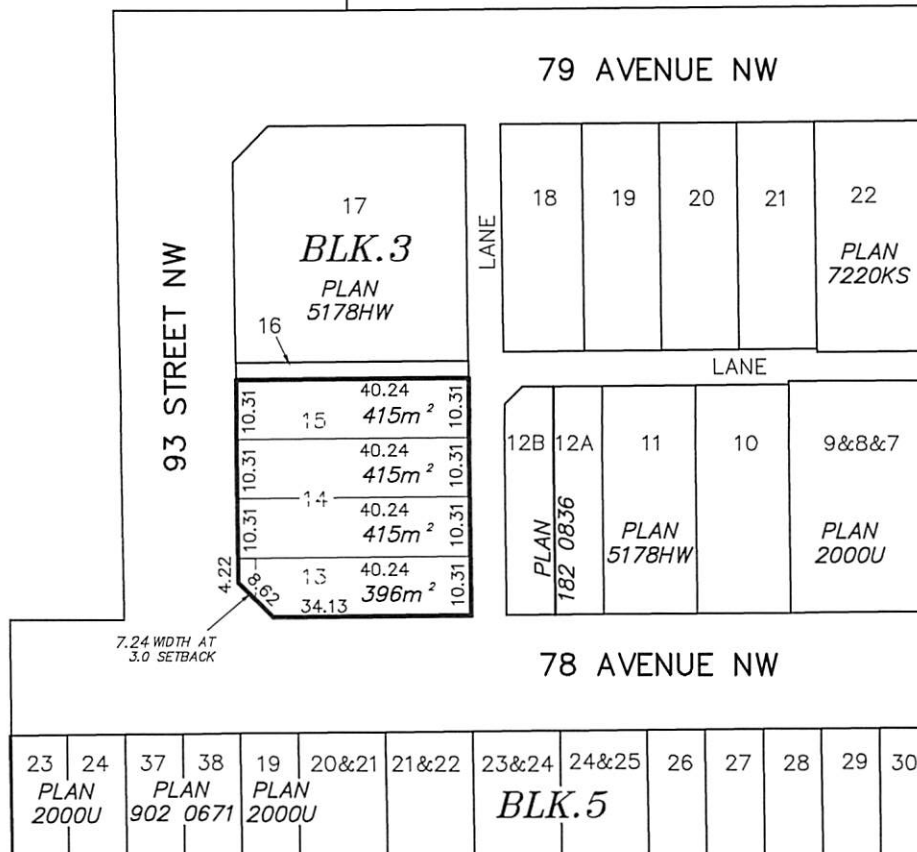 79 AVENUE NW
93 STREET NW
17
BLK.3
PLAN
5178HW
16
LANE
18
19
20
21
22
PLAN
7220KS
LANE
10.31
15
40.24
415m²
10.31
10.31
40.24
415m²
10.31
14
10.31
40.24
415m²
10.31
4.22
8.62
13
40.24
396m²
34.13
10.31
7.24 WIDTH AT
3.0 SETBACK
12B
12A
PLAN
182 0836
11
PLAN
5178HW
10
9&8&7
PLAN
2000U
78 AVENUE NW
23
24
PLAN
2000U
37
38
PLAN
902 0671
19
PLAN
2000U
20&21
21&22
23&24
24&25
BLK.5
26
27
28
29
30